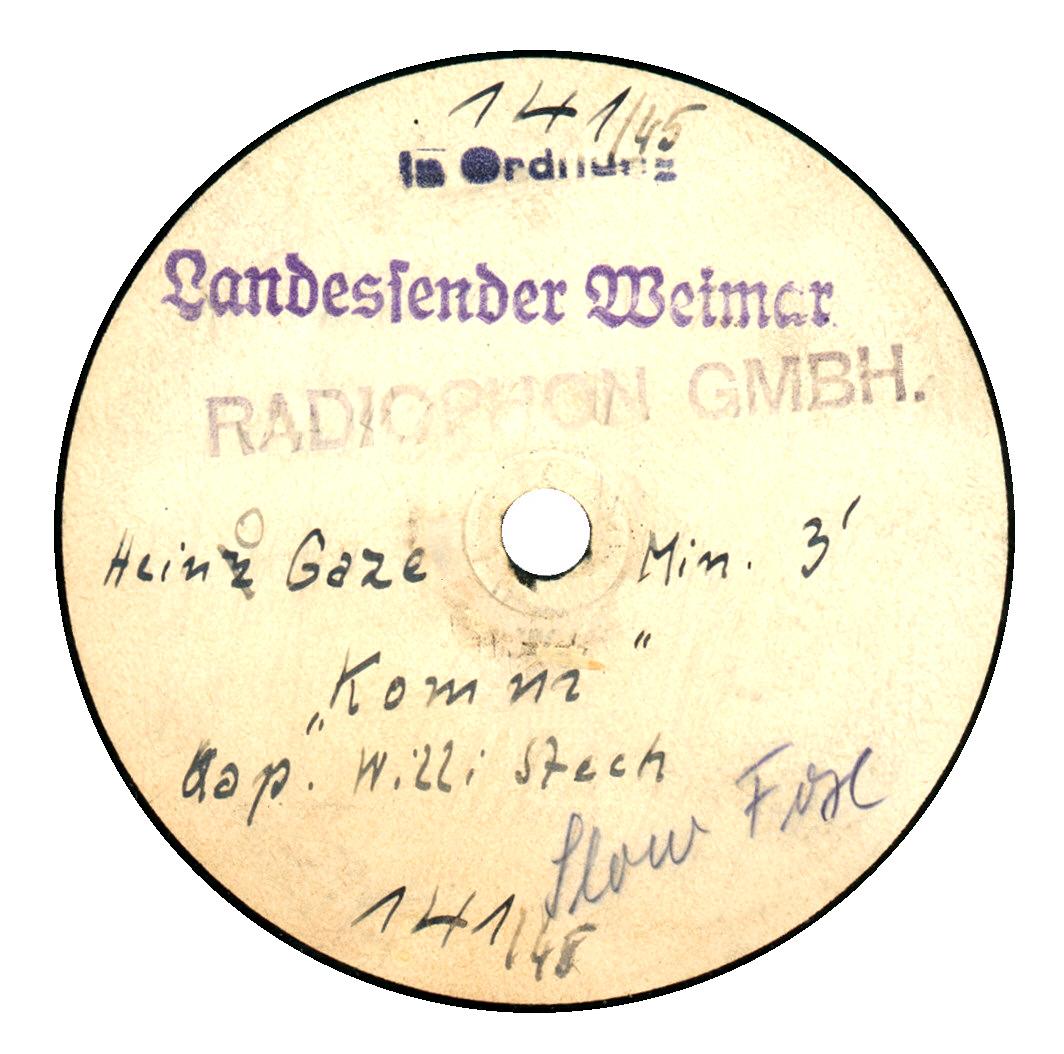 141/45
In Ordnung
Landessender Weimar
RADIOPHON GMBH.
Heinz Gaze Min. 3'
„Komm"
Kap. Willi Stech
Slow Fox
141/45